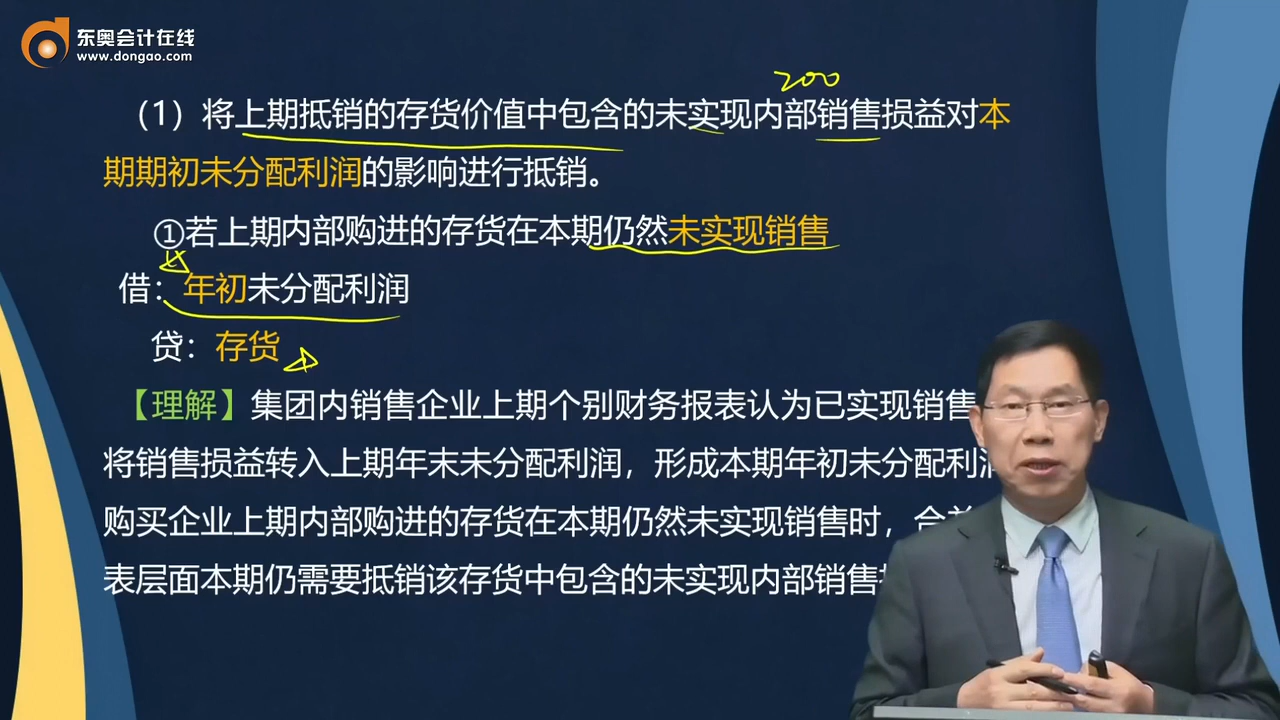 东奥会计在线
www.dongao.com
200
（1）将上期抵销的存货价值中包含的未实现内部销售损益对本
期期初未分配利润的影响进行抵销。
①若上期内部购进的存货在本期仍然未实现销售
借：年初未分配利润
贷：存货
【理解】集团内销售企业上期个别财务报表认为已实现销售
将销售损益转入上期年末未分配利润，形成本期年初未分配利
购买企业上期内部购进的存货在本期仍然未实现销售时，
表层面本期仍需要抵销该存货中包含的未实现内部销售